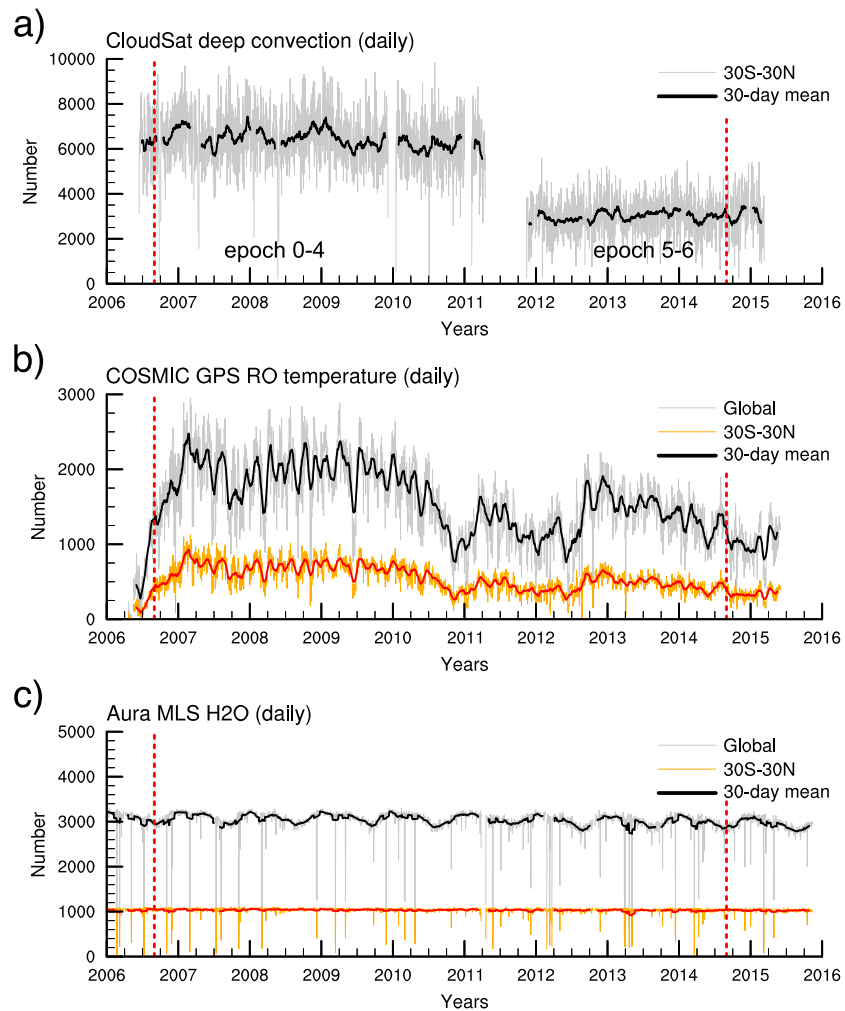 a)
CloudSat deep convection (daily)
10000
8000
6000
4000
2000
0
Number
30S-30N
30-day mean
epoch 0-4
epoch 5-6
2006 2007 2008 2009 2010 2011 2012 2013 2014 2015 2016
Years
b)
COSMIC GPS RO temperature (daily)
3000
2000
1000
0
Number
Global
30S-30N
30-day mean
2006 2007 2008 2009 2010 2011 2012 2013 2014 2015 2016
Years
c)
Aura MLS H2O (daily)
5000
4000
3000
2000
1000
0
Number
Global
30S-30N
30-day mean
2006 2007 2008 2009 2010 2011 2012 2013 2014 2015 2016
Years